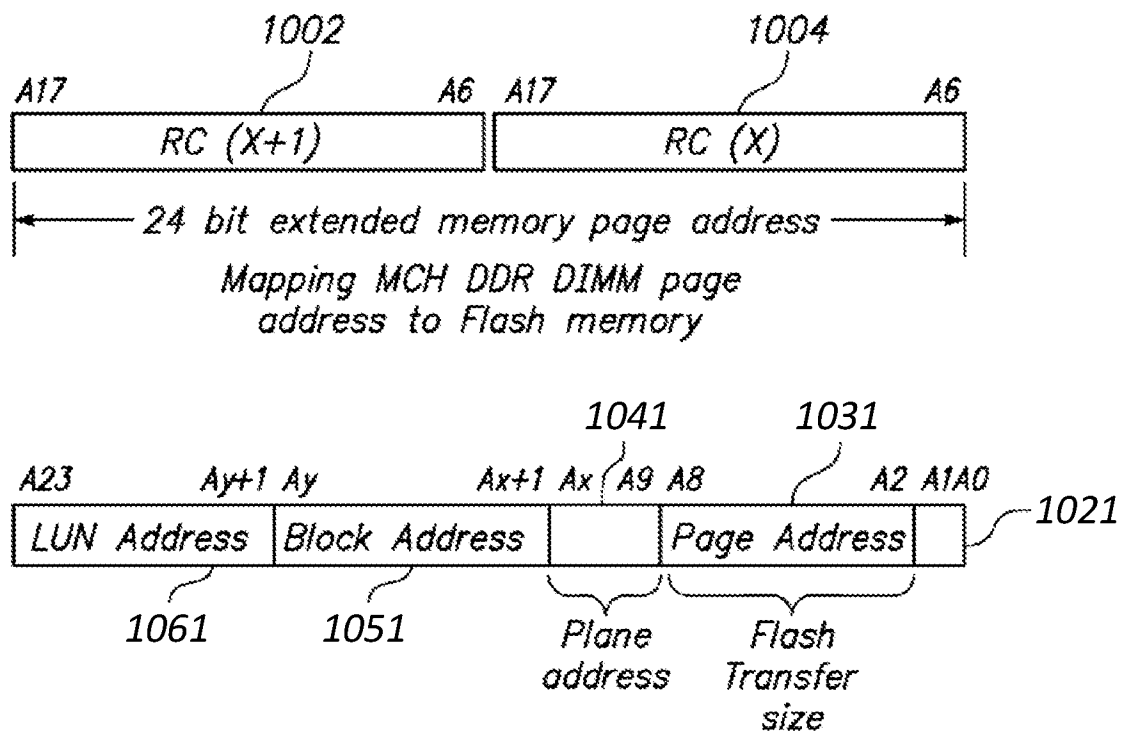 1002 1004
A17 A6 A17 A6
RC (X+1) RC (X)
24 bit extended memory page address
Mapping MCH DDR DIMM page
address to Flash memory
1041 1031
A23 Ay+1 Ay Ax+1 Ax A9 A8 A2 A1A0
LUN Address Block Address Page Address 1021
1061 1051
Plane Flash
address Transfer
size